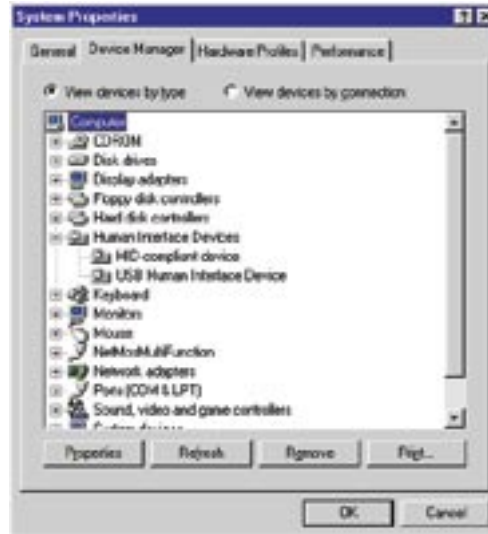 System Properties
General Device Manager Hardware Profiles Performance
View devices by type View devices by connection
Computer
CDROM
Disk drives
Display adapters
Floppy disk controllers
Hard disk controllers
Human Interface Devices
HID-compliant device
USB Human Interface Device
Keyboard
Monitors
Mouse
NetModMultiFunction
Network adapters
Ports (COM & LPT)
Sound, video and game controllers
System devices
Properties Refresh Remove Print...
OK Cancel